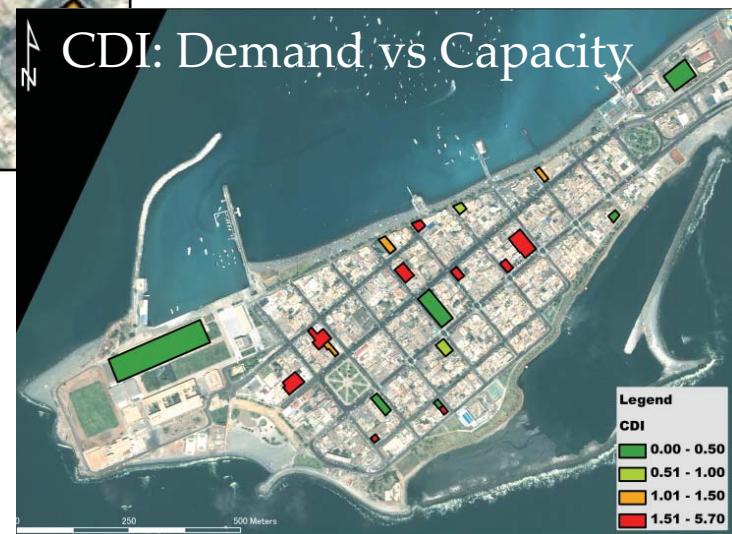 CDI: Demand vs Capacity
N
Legend
CDI
0.00 - 0.50
0.51 - 1.00
1.01 - 1.50
1.51 - 5.70
0 250 500 Meters